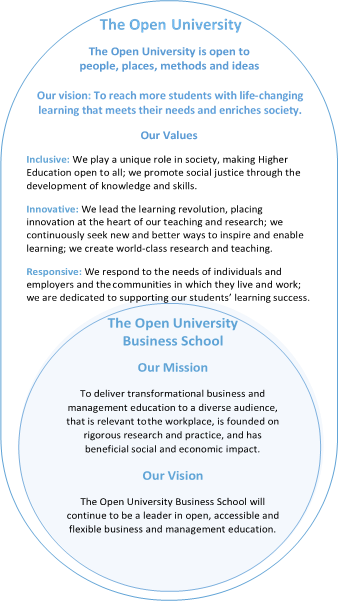 The Open University
The Open University is open to
people, places, methods and ideas
Our vision: To reach more students with life-changing
learning that meets their needs and enriches society.
Our Values
Inclusive: We play a unique role in society, making Higher
Education open to all; we promote social justice through the
development of knowledge and skills.
Innovative: We lead the learning revolution, placing
innovation at the heart of our teaching and research; we
continuously seek new and better ways to inspire and enable
learning; we create world-class research and teaching.
Responsive: We respond to the needs of individuals and
employers and the communities in which they live and work;
we are dedicated to supporting our students’ learning success.
The Open University
Business School
Our Mission
To deliver transformational business and
management education to a diverse audience,
that is relevant to the workplace, is founded on
rigorous research and practice, and has
beneficial social and economic impact.
Our Vision
The Open University Business School will
continue to be a leader in open, accessible and
flexible business and management education.